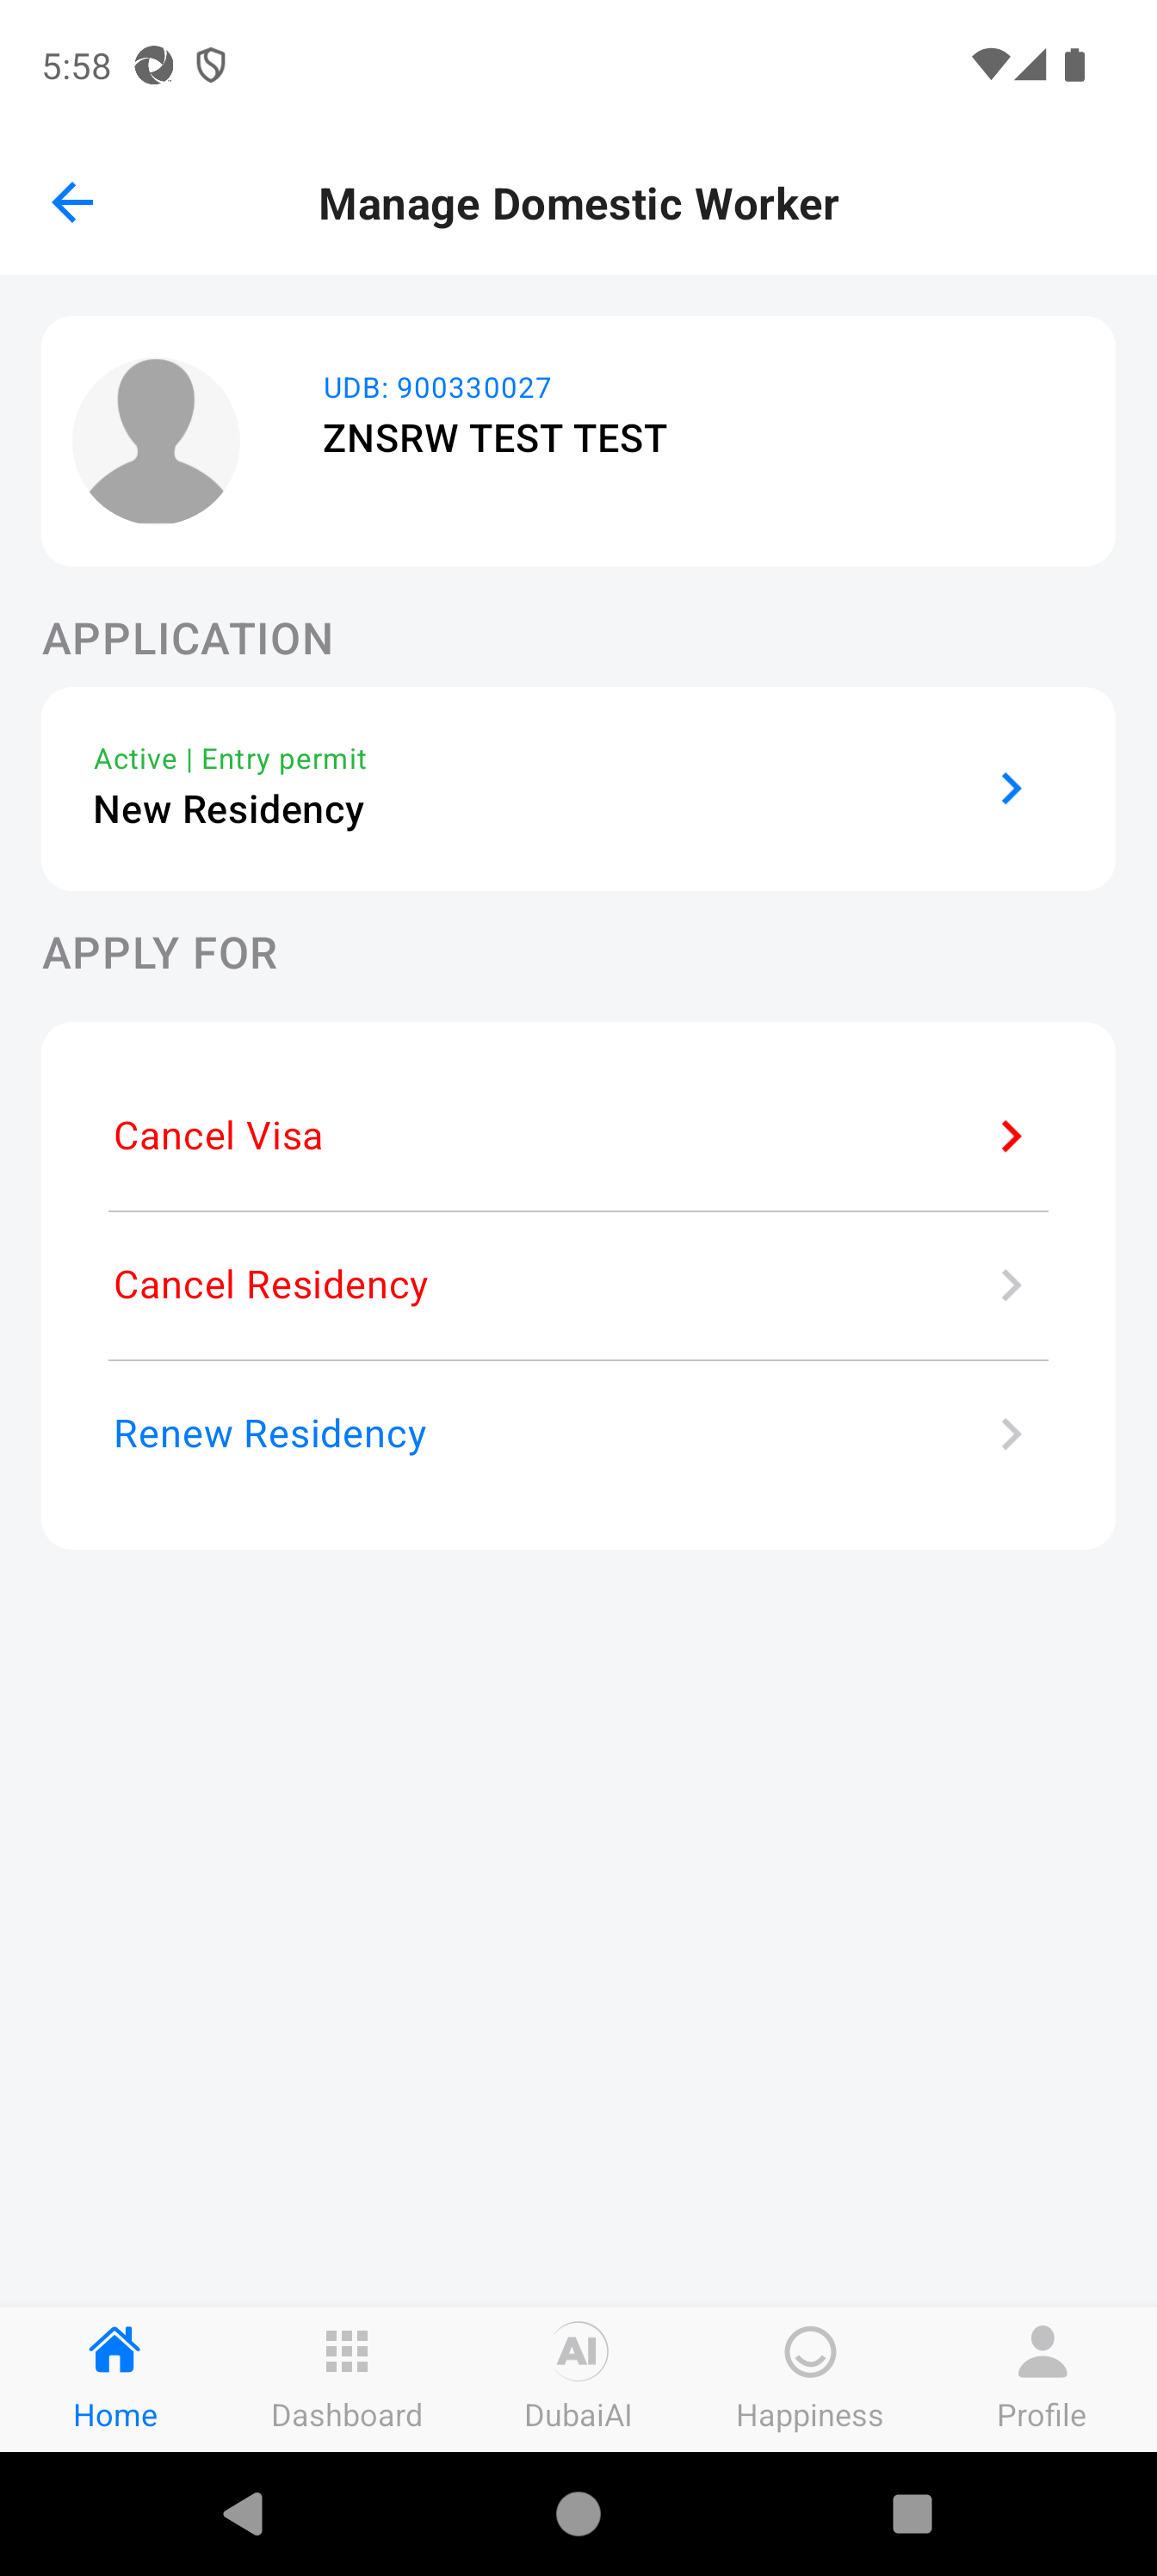 5:58
Manage Domestic Worker
UDB: 900330027
ZNSRW TEST TEST
APPLICATION
Active | Entry permit
New Residency
APPLY FOR
Cancel Visa
Cancel Residency
Renew Residency
AI
Home Dashboard DubaiAI Happiness Profile